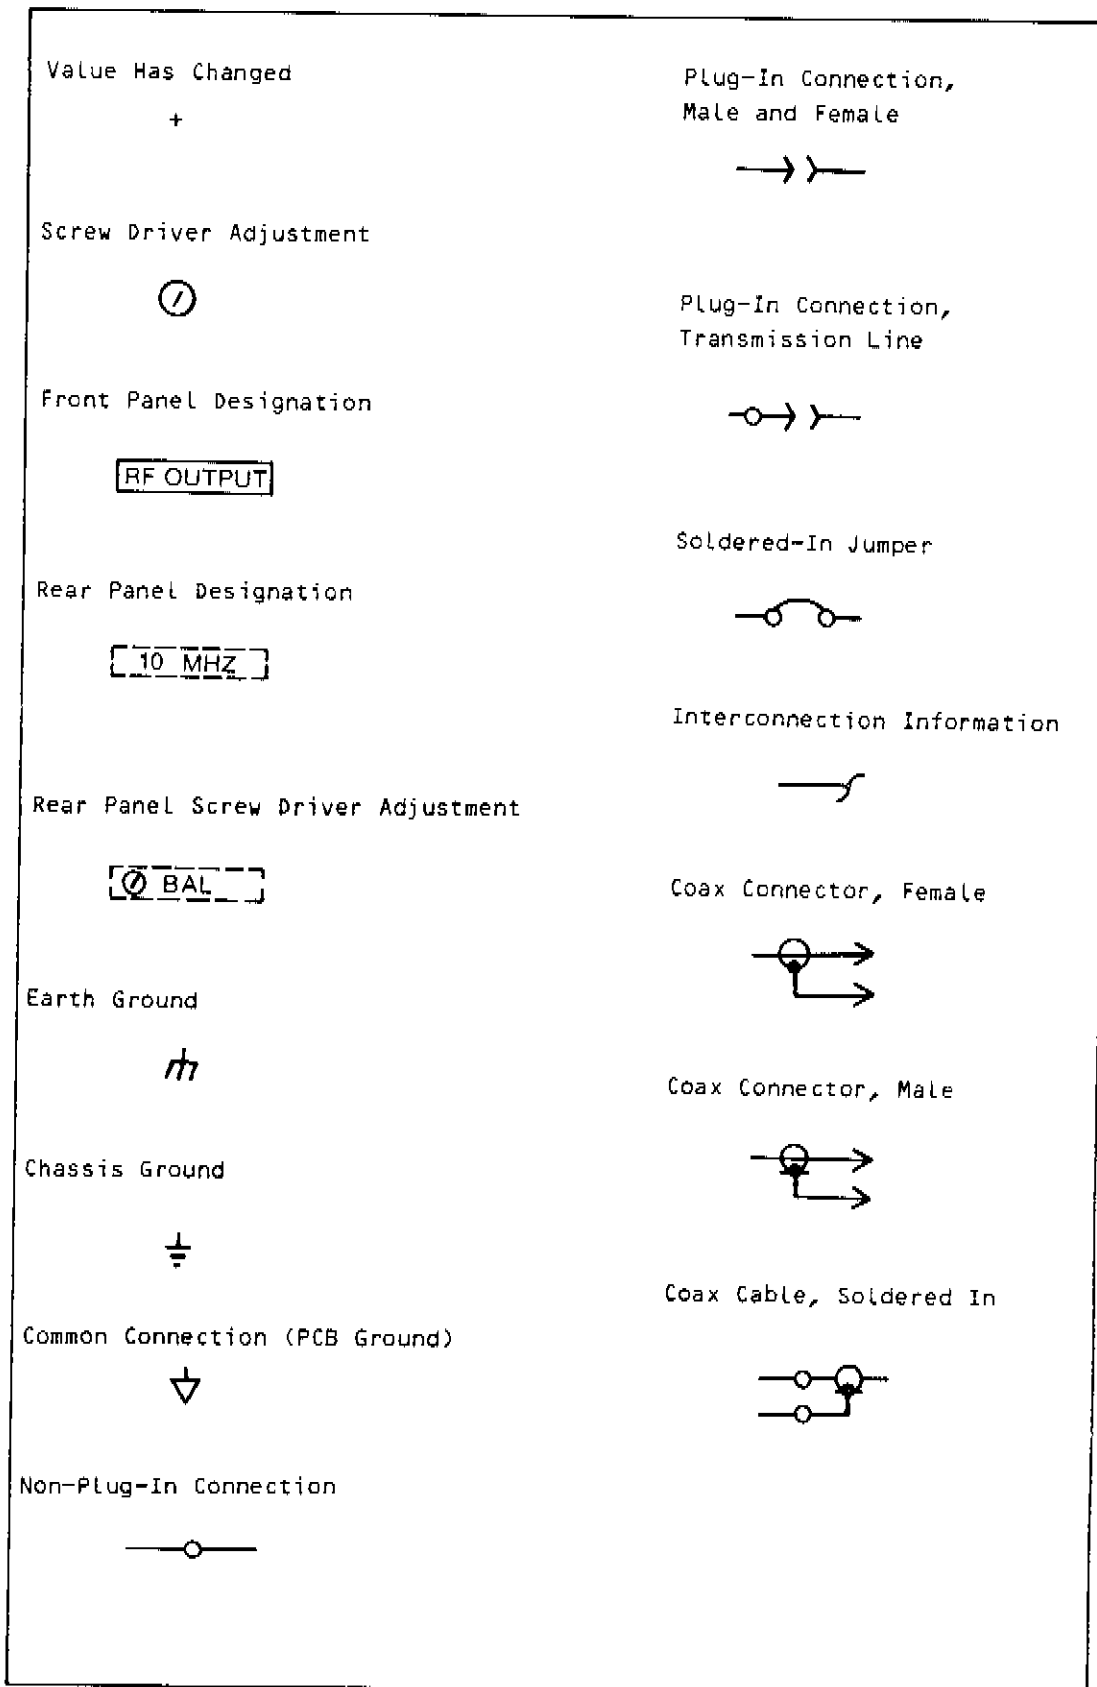 Value Has Changed
+
Screw Driver Adjustment
Front Panel Designation
RF OUTPUT
Rear Panel Designation
10 MHZ
Rear Panel Screw Driver Adjustment
BAL
Earth Ground
Chassis Ground
Common Connection (PCB Ground)
Non-Plug-In Connection
Plug-In Connection,
Male and Female
Plug-In Connection,
Transmission Line
Soldered-In Jumper
Interconnection Information
Coax Connector, Female
Coax Connector, Male
Coax Cable, Soldered In